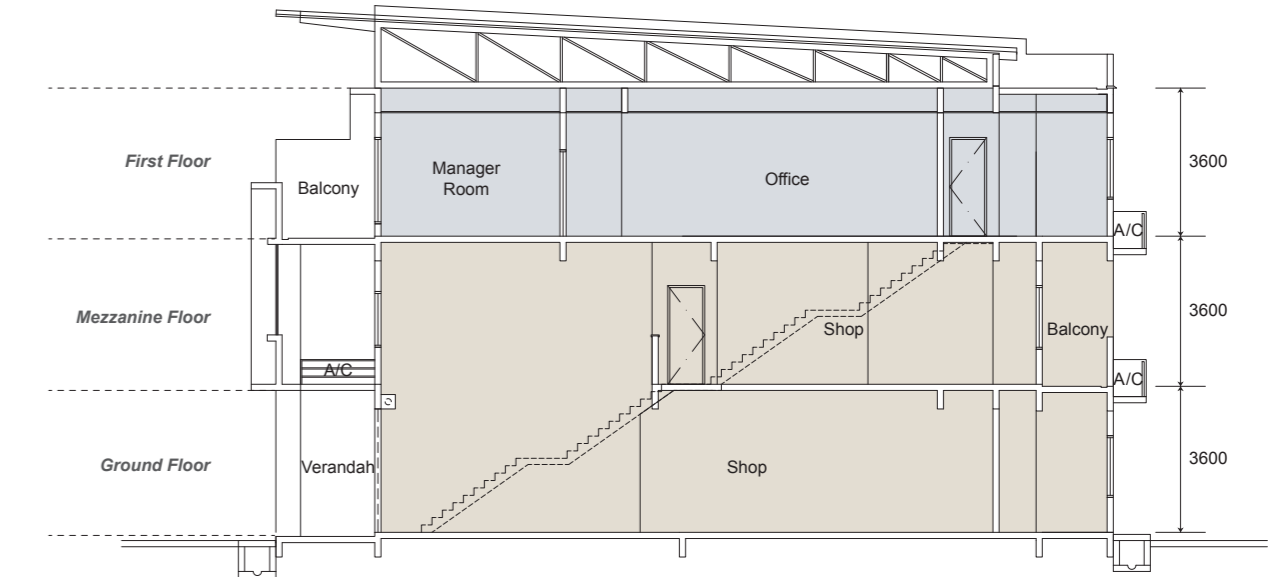 First Floor
Balcony
Manager
Room
Office
3600
A/C
Mezzanine Floor
A/C
Shop
Balcony
3600
A/C
Ground Floor
Verandah
Shop
3600